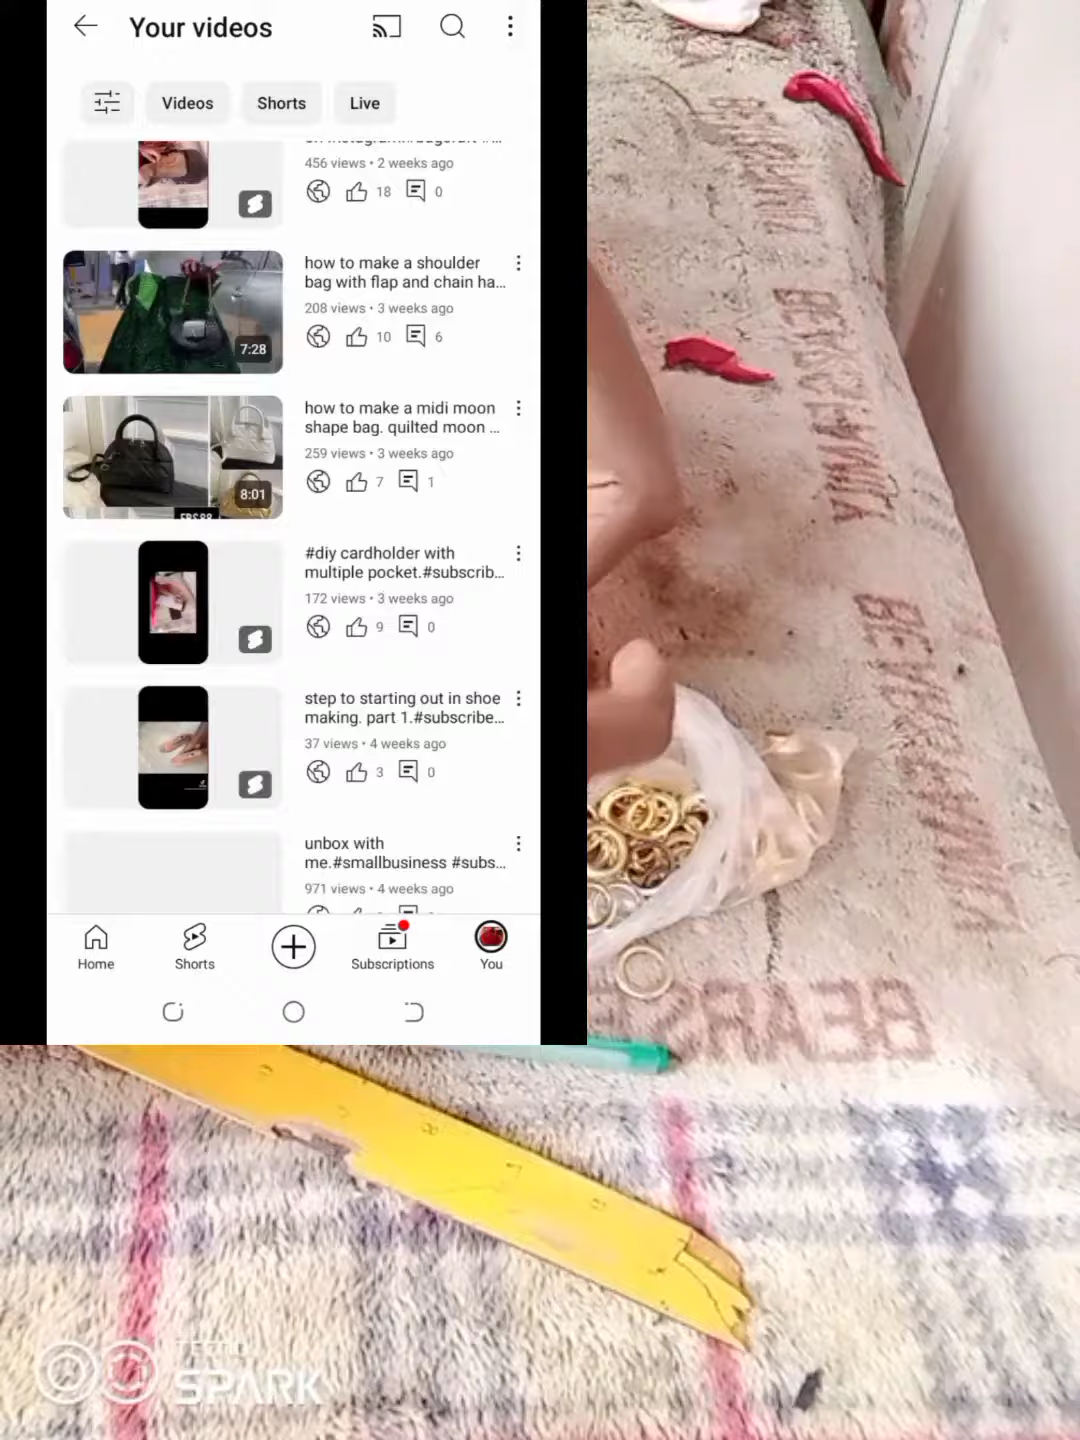 Your videos
Videos
Shorts
Live
456 views • 2 weeks ago
18
0
how to make a shoulder
bag with flap and chain ha...
208 views • 3 weeks ago
10
6
7:28
how to make a midi moon
shape bag. quilted moon ...
259 views • 3 weeks ago
7
1
8:01
#diy cardholder with
multiple pocket.#subscrib...
172 views • 3 weeks ago
9
0
step to starting out in shoe
making. part 1.#subscribe...
37 views • 4 weeks ago
3
0
unbox with
me.#smallbusiness #subs...
971 views • 4 weeks ago
Home
Shorts
Subscriptions
You
TECNO
SPARK